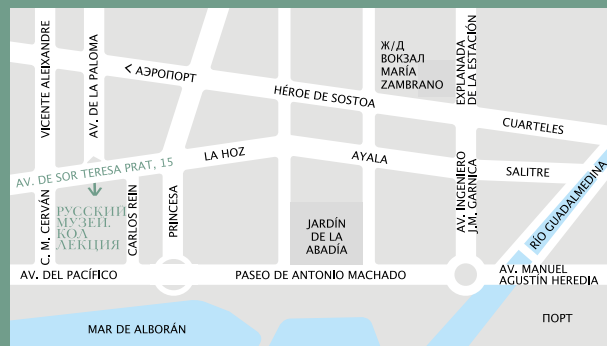 VICENTE ALEIXANDRE
AV. DE LA PALOMA
< АЭРОПОРТ
Ж/Д
ВОКЗАЛ
MARÍA
ZAMBRANO
EXPLANADA
DE LA ESTACIÓN
HÉROE DE SOSTOA
CUARTELES
AV. DE SOR TERESA PRAT, 15
LA HOZ
AYALA
SALITRE
C. M. CERVÁN
РУССКИЙ
МУЗЕЙ.
КОЛ
ЛЕКЦИЯ
CARLOS REIN
PRINCESA
JARDÍN
DE LA
ABADÍA
AV. INGENIERO
J.M. GARNICA
RÍO GUADALMEDINA
AV. DEL PACÍFICO
PASEO DE ANTONIO MACHADO
AV. MANUEL
AGUSTÍN HEREDIA
MAR DE ALBORÁN
ПОРТ